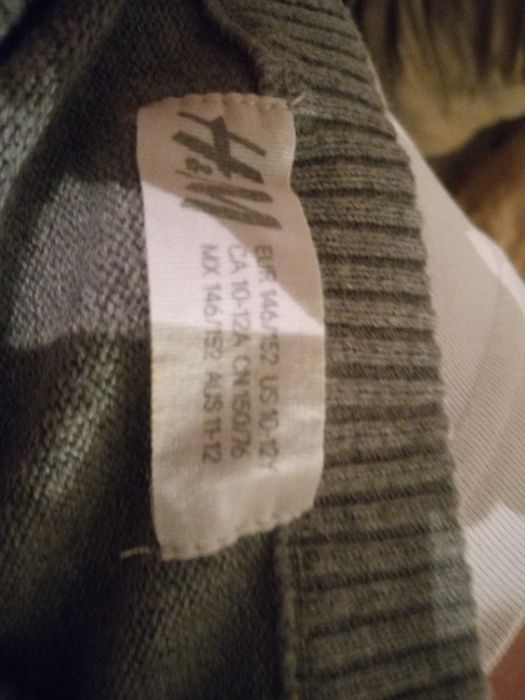 H&M
EUR 146/152 US 10-12Y
CA 10-12A CN 150/76
MX 146/152 AUS 11-12